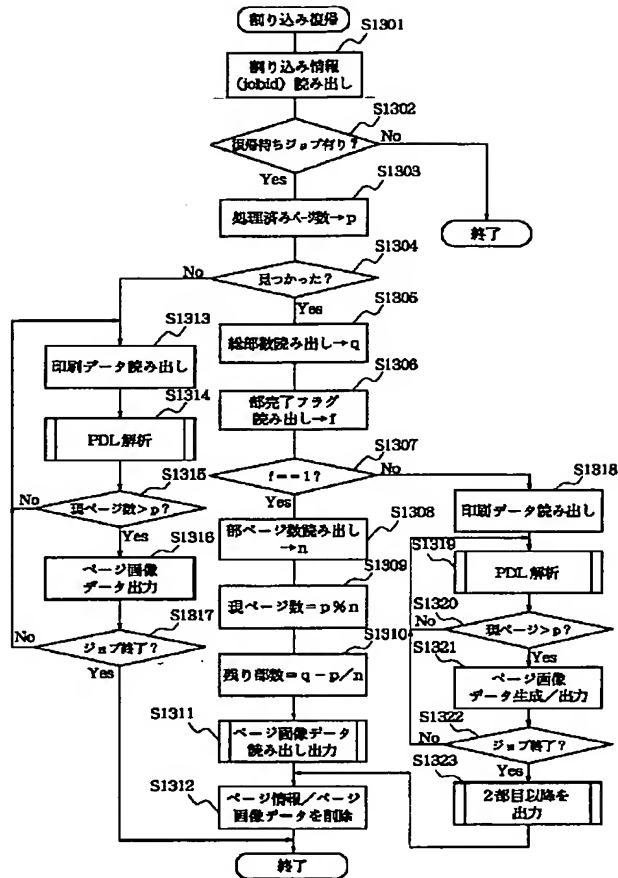 割り込み復帰
S1301
割り込み情報
(jobid) 読み出し
S1302
復帰待ちジョブ有り?
No
Yes
S1303
処理済みページ数→p
終了
S1304
見つかった?
No
Yes
S1305
総部数読み出し→q
S1306
部完了フラグ
読み出し→f
S1307
f==1?
No
Yes
S1308
部ページ数読み出し
→n
S1309
現ページ数=p%n
S1310
残り部数=q-p/n
S1311
ページ画像データ
読み出し出力
S1312
ページ情報/ページ
画像データを削除
終了
S1313
印刷データ読み出し
S1314
PDL解析
S1315
現ページ数>p?
No
Yes
S1316
ページ画像
データ出力
S1317
ジョブ終了?
No
Yes
S1318
印刷データ読み出し
S1319
PDL解析
S1320
現ページ>p?
No
Yes
S1321
ページ画像
データ生成/出力
S1322
ジョブ終了?
No
Yes
S1323
2部目以降を
出力